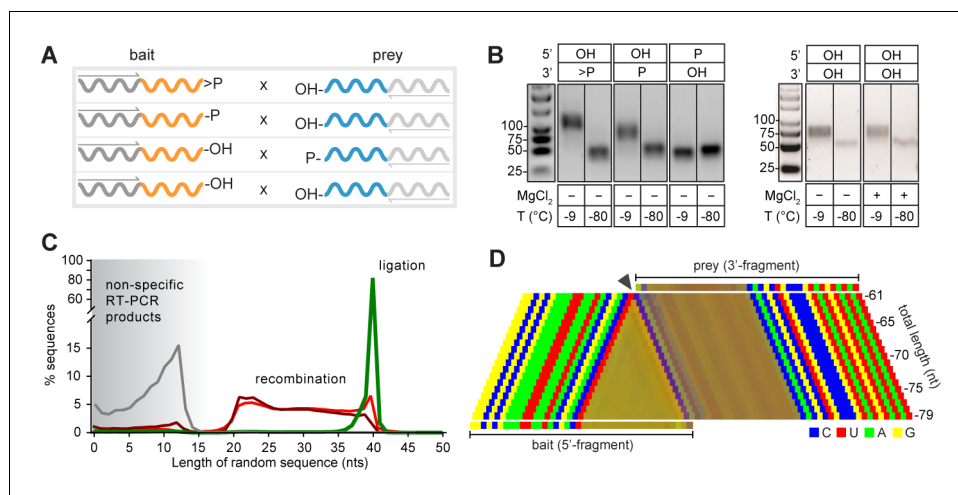 A
bait
prey
>P
x
OH-
-P
x
OH-
-OH
x
P-
-OH
x
OH-
B
5'
OH
OH
P
3'
>P
P
OH
100
75
50
25
MgCl2
–
–
–
–
–
–
T (°C)
-9
-80
-9
-80
-9
-80
5'
OH
OH
3'
OH
OH
100
75
50
25
MgCl2
–
–
+
+
T (°C)
-9
-80
-9
-80
C
100
80
60
15
10
5
0
% sequences
non-specific
RT-PCR
products
recombination
ligation
0
5
10
15
20
25
30
35
40
45
50
Length of random sequence (nts)
D
prey (3'-fragment)
-61
-65
-70
-75
-79
total length (nt)
bait (5'-fragment)
C
U
A
G